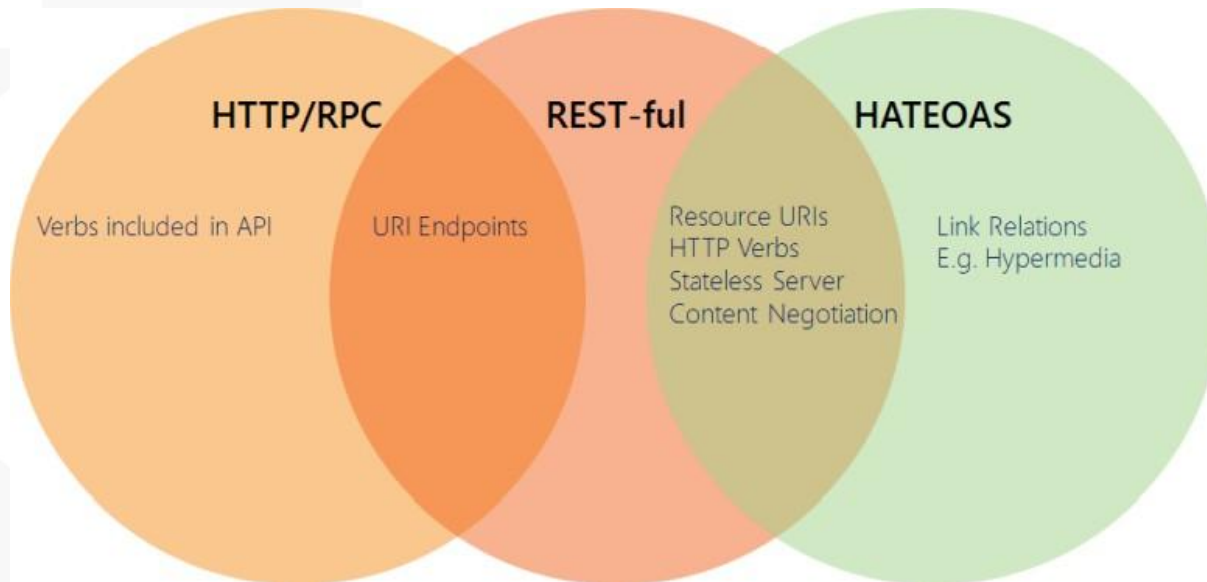 HTTP/RPC
REST-ful
HATEOAS
Verbs included in API
URI Endpoints
Resource URIs
HTTP Verbs
Stateless Server
Content Negotiation
Link Relations
E.g. Hypermedia